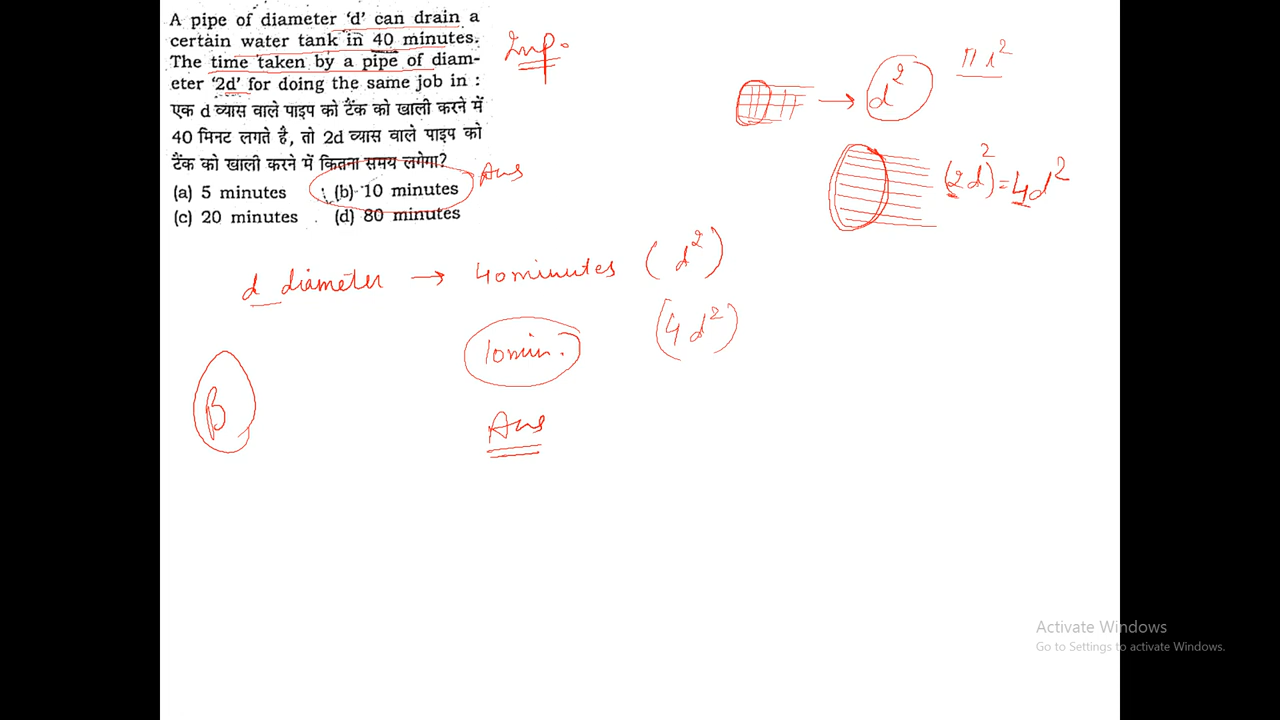 A pipe of diameter ‘d’ can drain a
certain water tank in 40 minutes.
The time taken by a pipe of diam-
eter ‘2d’ for doing the same job in :
एक d व्यास वाले पाइप को टैंक को खाली करने में
40 मिनट लगते है, तो 2d व्यास वाले पाइप को
टैंक को खाली करने में कितना समय लगेगा?
(a) 5 minutes (b) 10 minutes
(c) 20 minutes (d) 80 minutes
Imp.
Ans
πr²
d²
(2d)² = 4d²
d diameter → 40 minutes (d²)
10 min. (4d²)
B
Ans
Activate Windows
Go to Settings to activate Windows.